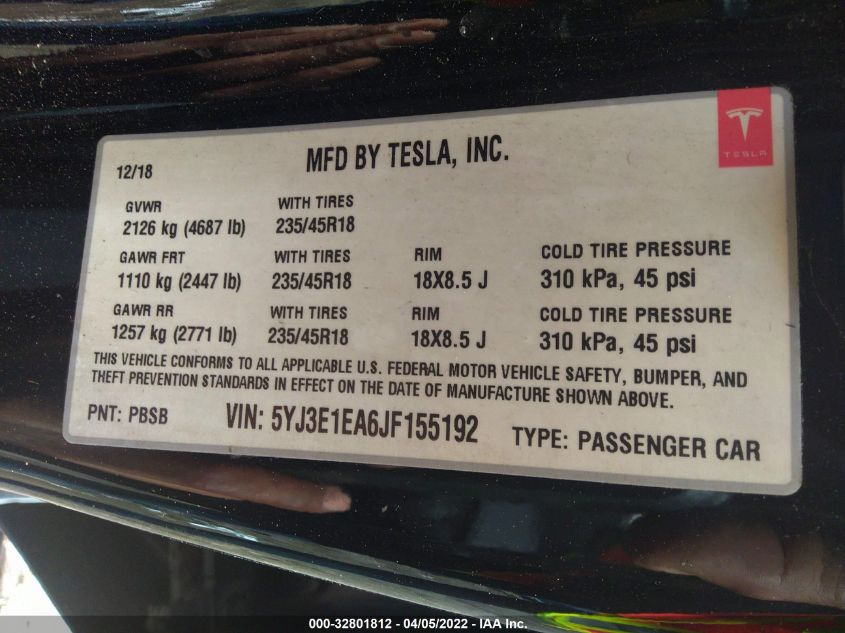 TESLA
MFD BY TESLA, INC.
12/18
GVWR WITH TIRES
2126 kg (4687 lb) 235/45R18
GAWR FRT WITH TIRES RIM COLD TIRE PRESSURE
1110 kg (2447 lb) 235/45R18 18X8.5 J 310 kPa, 45 psi
GAWR RR WITH TIRES RIM COLD TIRE PRESSURE
1257 kg (2771 lb) 235/45R18 18X8.5 J 310 kPa, 45 psi
THIS VEHICLE CONFORMS TO ALL APPLICABLE U.S. FEDERAL MOTOR VEHICLE SAFETY, BUMPER, AND
THEFT PREVENTION STANDARDS IN EFFECT ON THE DATE OF MANUFACTURE SHOWN ABOVE.
PNT: PBSB VIN: 5YJ3E1EA6JF155192 TYPE: PASSENGER CAR
000-32801812 - 04/05/2022 - IAA Inc.